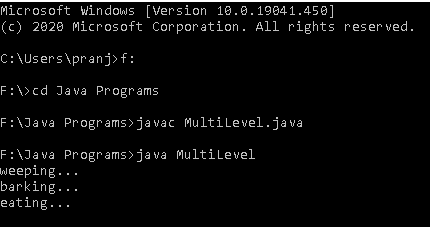 Microsoft Windows [Version 10.0.19041.450]
(c) 2020 Microsoft Corporation. All rights reserved.
C:\Users\pranj>f:
F:\>cd Java Programs
F:\Java Programs>javac MultiLevel.java
F:\Java Programs>java MultiLevel
weeping...
barking...
eating...